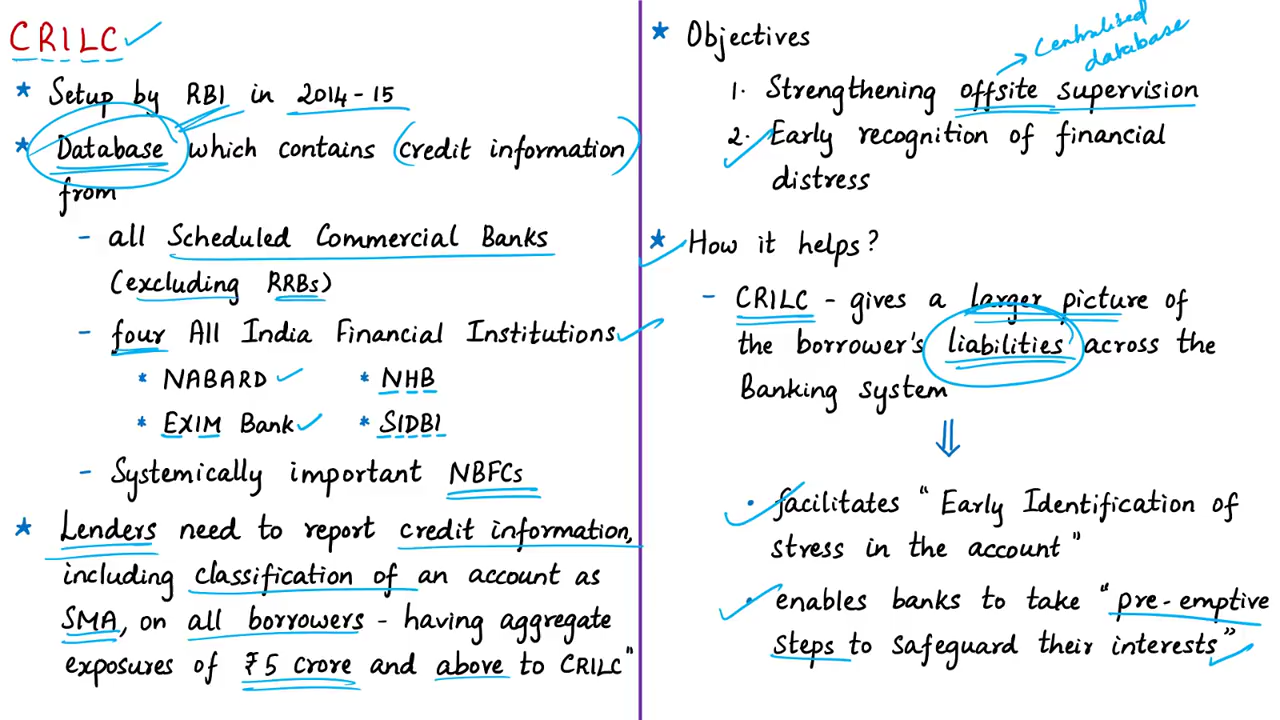 CRILC
* Setup by RBI in 2014-15
* Database which contains (credit information)
from
- all Scheduled Commercial Banks
(excluding RRBs)
- four All India Financial Institutions
* NABARD * NHB
* EXIM Bank * SIDBI
- Systemically important NBFCs
* Lenders need to report credit information,
including classification of an account as
SMA, on all borrowers - having aggregate
exposures of ₹5 crore and above to CRILC"
* Objectives
→ Centralised
database
1. Strengthening offsite supervision
2. Early recognition of financial
distress
* How it helps?
- CRILC - gives a larger picture of
the borrower's liabilities across the
Banking system
⇓
• facilitates "Early Identification of
stress in the account"
• enables banks to take "pre-emptive
steps to safeguard their interests"